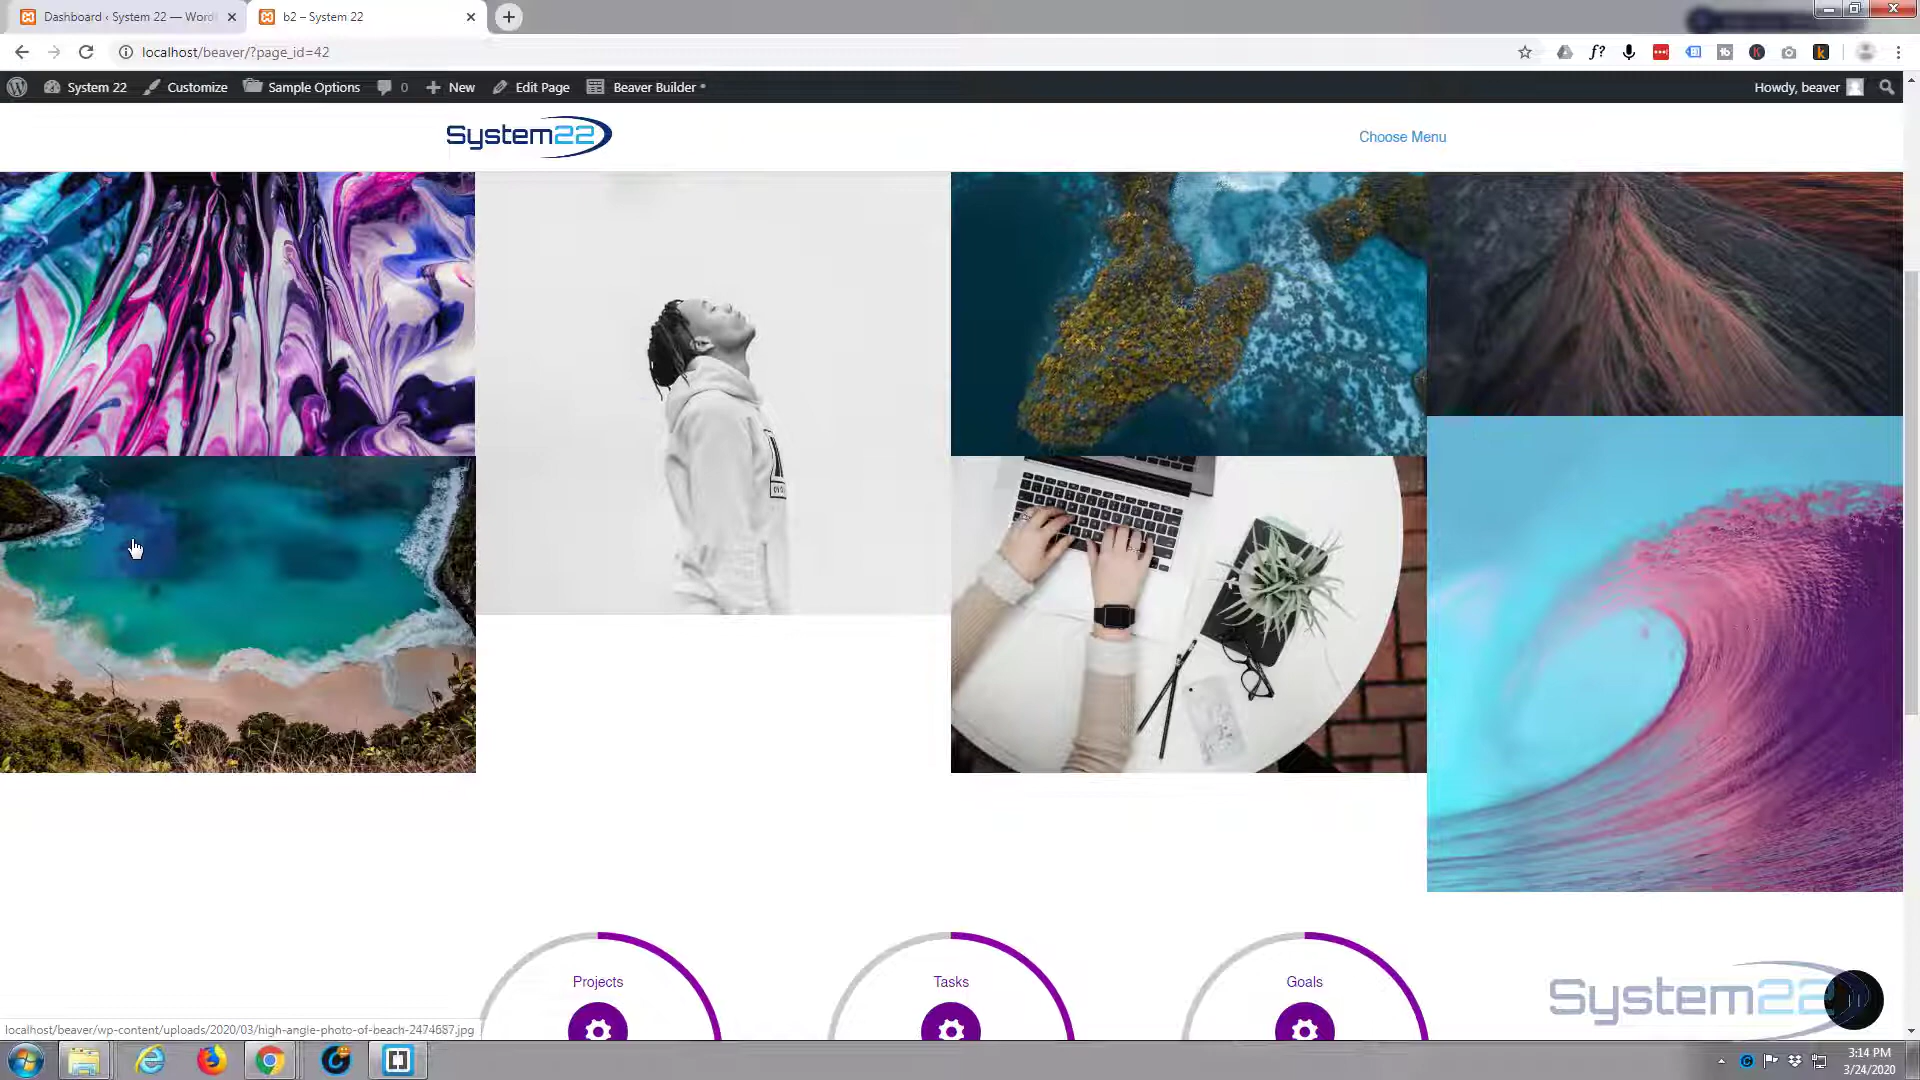 Dashboard ‹ System 22 — Word
b2 – System 22
localhost/beaver/?page_id=42
System 22
Customize
Sample Options
0
New
Edit Page
Beaver Builder
Howdy, beaver
System22
Choose Menu
Projects
Tasks
Goals
System22
localhost/beaver/wp-content/uploads/2020/03/high-angle-photo-of-beach-2474687.jpg
3:14 PM
3/24/2020